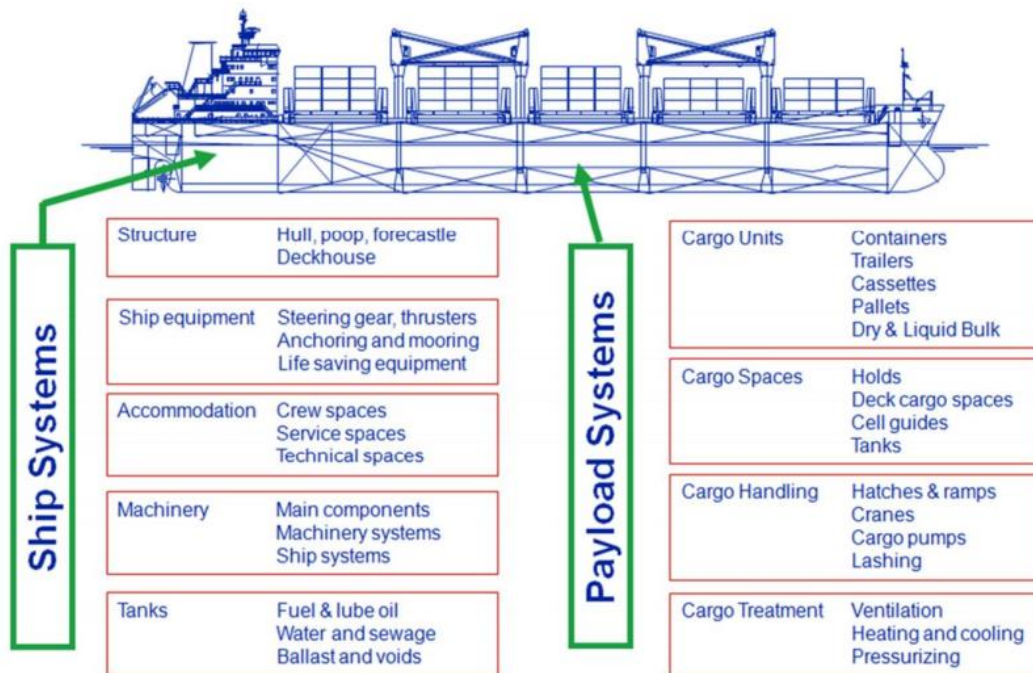 Ship Systems
Structure Hull, poop, forecastle
Deckhouse
Ship equipment Steering gear, thrusters
Anchoring and mooring
Life saving equipment
Accommodation Crew spaces
Service spaces
Technical spaces
Machinery Main components
Machinery systems
Ship systems
Tanks Fuel & lube oil
Water and sewage
Ballast and voids
Payload Systems
Cargo Units Containers
Trailers
Cassettes
Pallets
Dry & Liquid Bulk
Cargo Spaces Holds
Deck cargo spaces
Cell guides
Tanks
Cargo Handling Hatches & ramps
Cranes
Cargo pumps
Lashing
Cargo Treatment Ventilation
Heating and cooling
Pressurizing